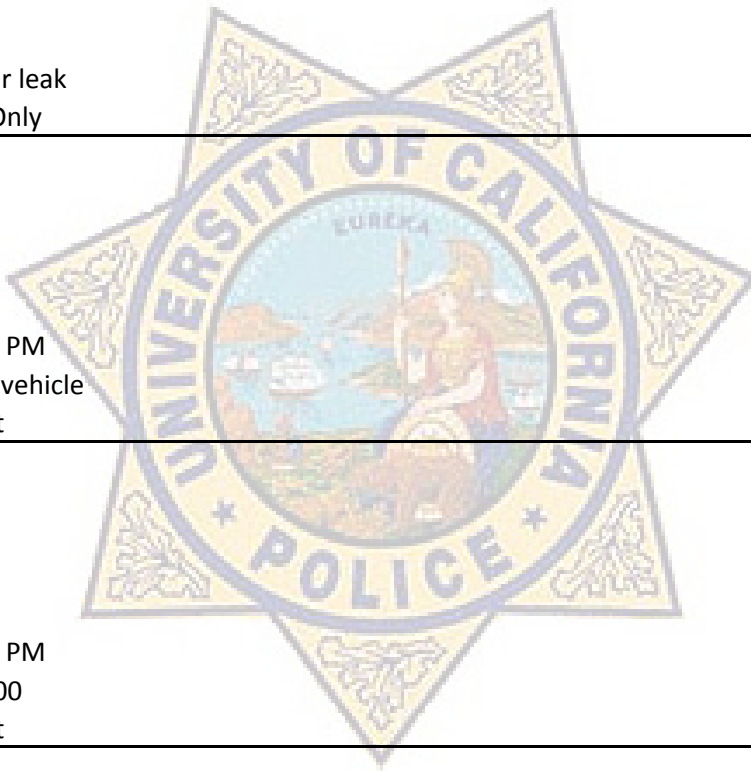 r leak
Only
UNIVERSITY OF CALIFORNIA
EUREKA
PM
vehicle
t
PM
00
t
* POLICE *